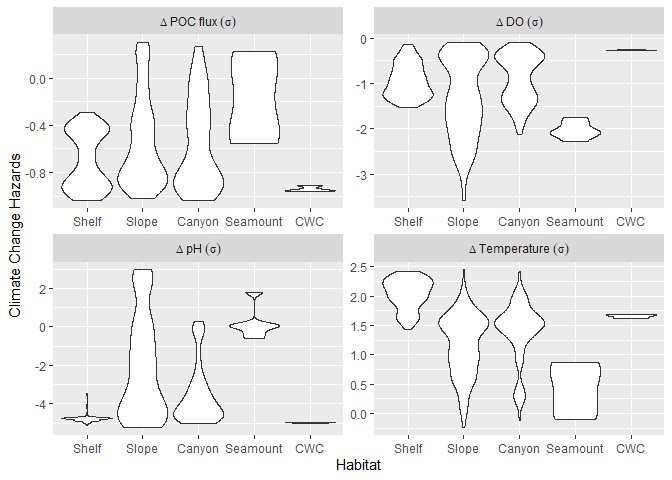 Δ POC flux (σ)
Δ DO (σ)
0.0
-0.4
-0.8
0
-1
-2
-3
Shelf Slope Canyon Seamount CWC
Shelf Slope Canyon Seamount CWC
Climate Change Hazards
Δ pH (σ)
Δ Temperature (σ)
2
0
-2
-4
2.5
2.0
1.5
1.0
0.5
0.0
Shelf Slope Canyon Seamount CWC
Shelf Slope Canyon Seamount CWC
Habitat